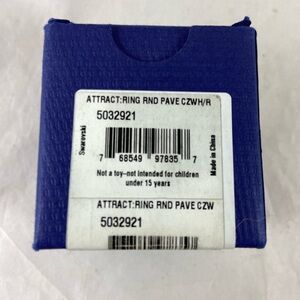 ATTRACT:RING RND PAVE CZWH/R
5032921
Swarovski
7 68549 97835 7
Made in China
Not a toy-not intended for children
under 15 years
ATTRACT:RING RND PAVE CZW
5032921